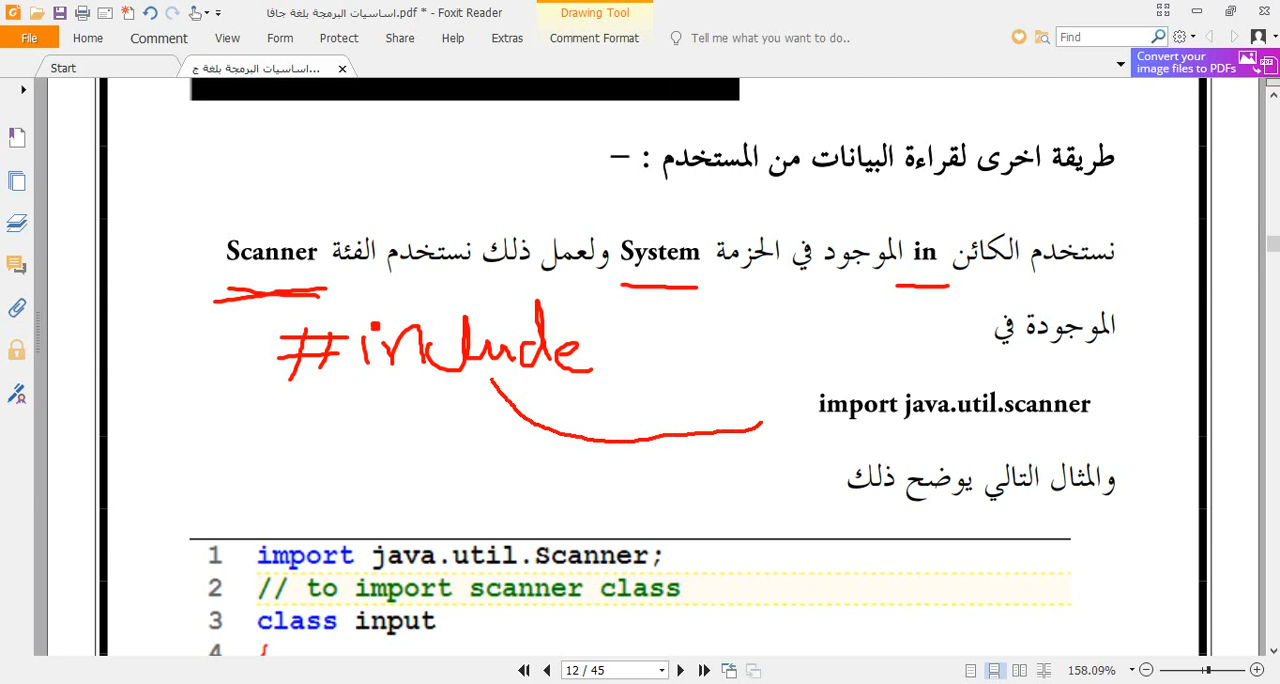 اساسيات البرمجة بلغة جافا.pdf * - Foxit Reader
Drawing Tool
File Home Comment View Form Protect Share Help Extras Comment Format Tell me what you want to do.. Find
Start
اساسيات البرمجة بلغة ج...
Convert your
image files to PDFs
طريقة اخرى لقراءة البيانات من المستخدم : –
نستخدم الكائن in الموجود في الحزمة System ولعمل ذلك نستخدم الفئة Scanner
الموجودة في
#include
import java.util.scanner
والمثال التالي يوضح ذلك
1 import java.util.Scanner;
2 // to import scanner class
3 class input
4 {
12 / 45
158.09%